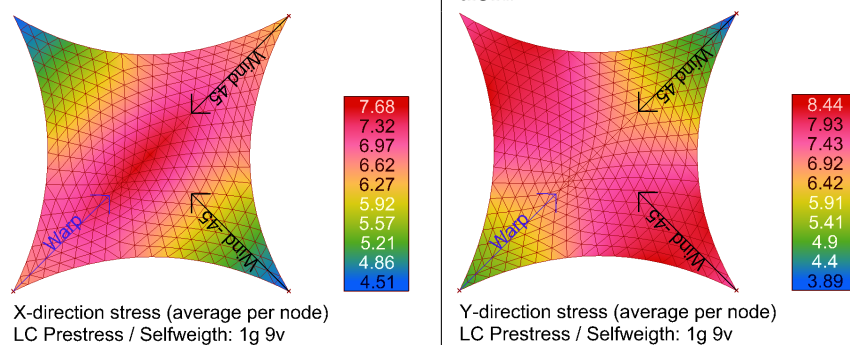 Wind 45
Wind -45
Warp
7.68
7.32
6.97
6.62
6.27
5.92
5.57
5.21
4.86
4.51
X-direction stress (average per node)
LC Prestress / Selfweigth: 1g 9v
Wind 45
Wind -45
Warp
8.44
7.93
7.43
6.92
6.42
5.91
5.41
4.9
4.4
3.89
Y-direction stress (average per node)
LC Prestress / Selfweigth: 1g 9v